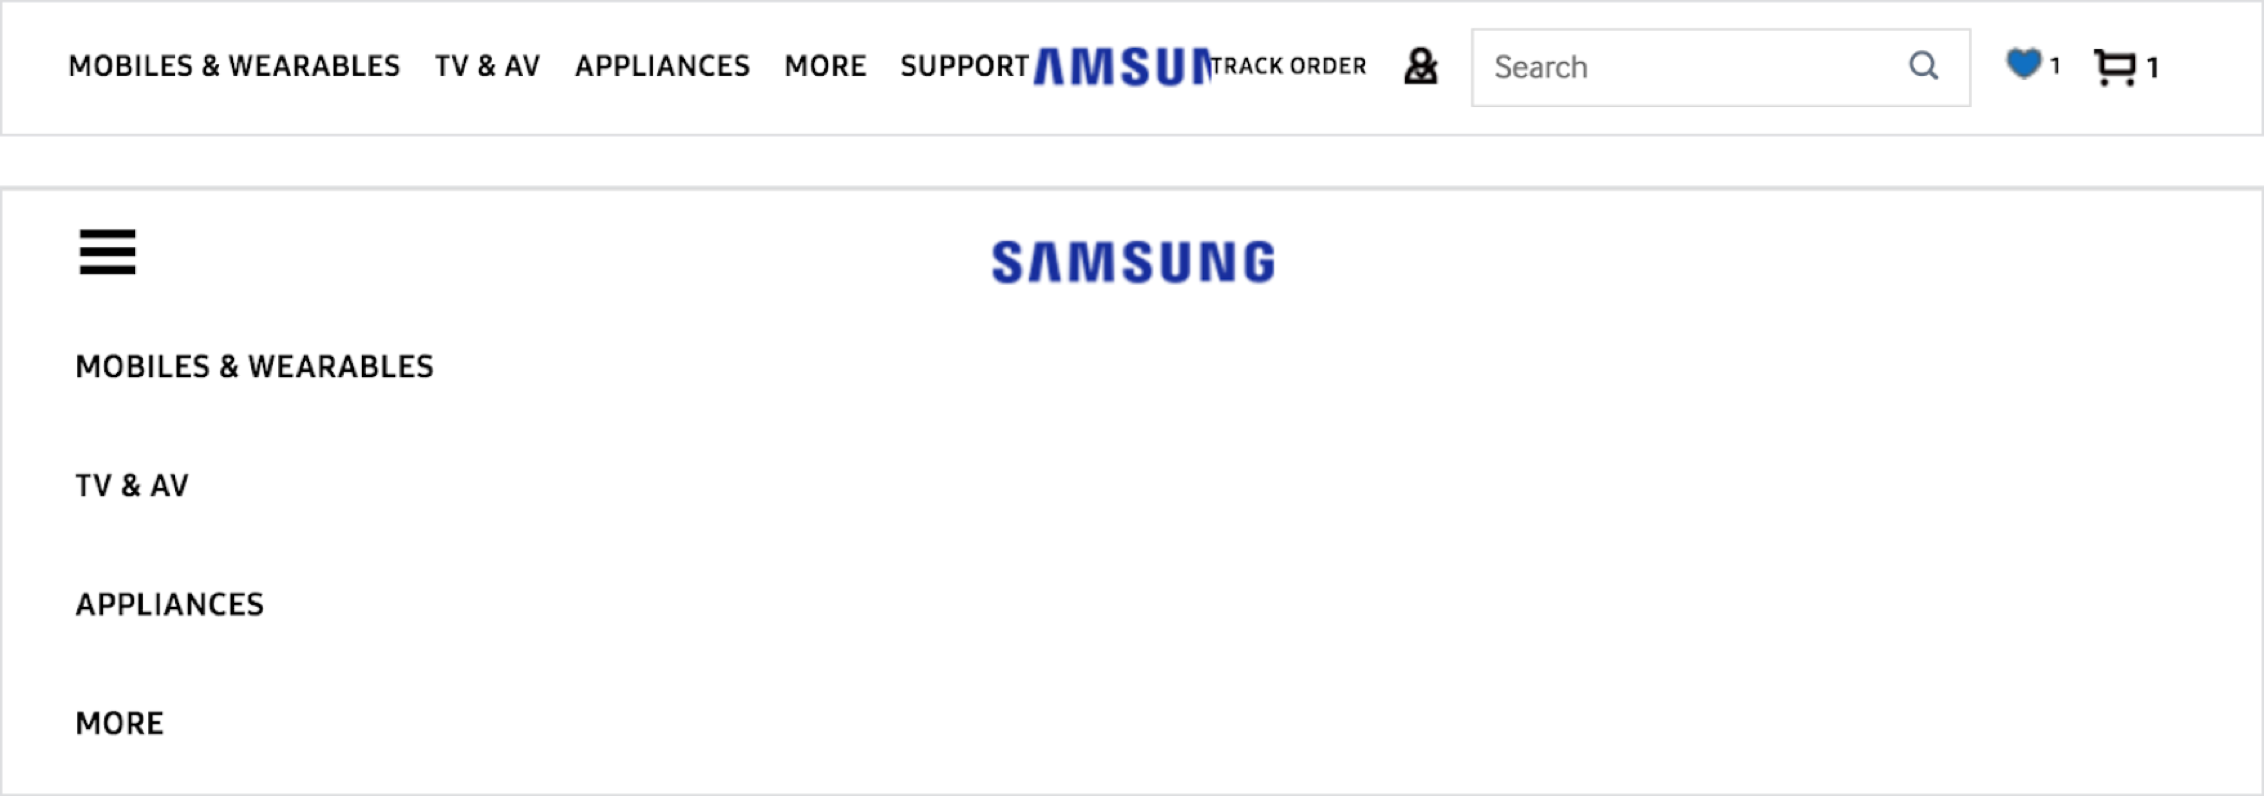 MOBILES & WEARABLES TV & AV APPLIANCES MORE SUPPORT AMSUN TRACK ORDER Search 1 1
SAMSUNG
MOBILES & WEARABLES
TV & AV
APPLIANCES
MORE